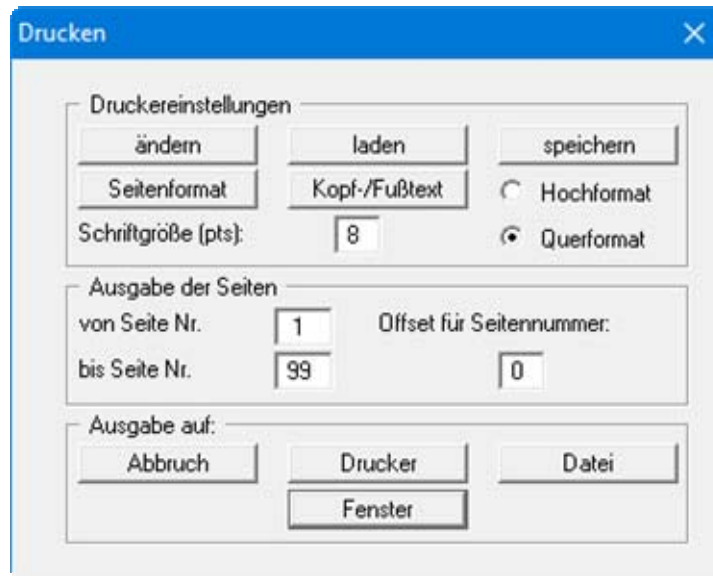 Drucken
Druckereinstellungen
ändern laden speichern
Seitenformat Kopf-/Fußtext Hochformat
Schriftgröße (pts): 8 Querformat
Ausgabe der Seiten
von Seite Nr. 1 Offset für Seitennummer:
bis Seite Nr. 99 0
Ausgabe auf:
Abbruch Drucker Datei
Fenster